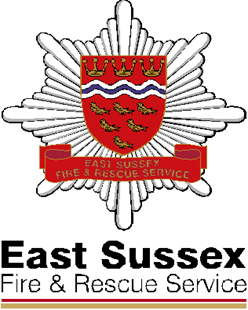 EAST SUSSEX
FIRE & RESCUE SERVICE
East Sussex
Fire & Rescue Service